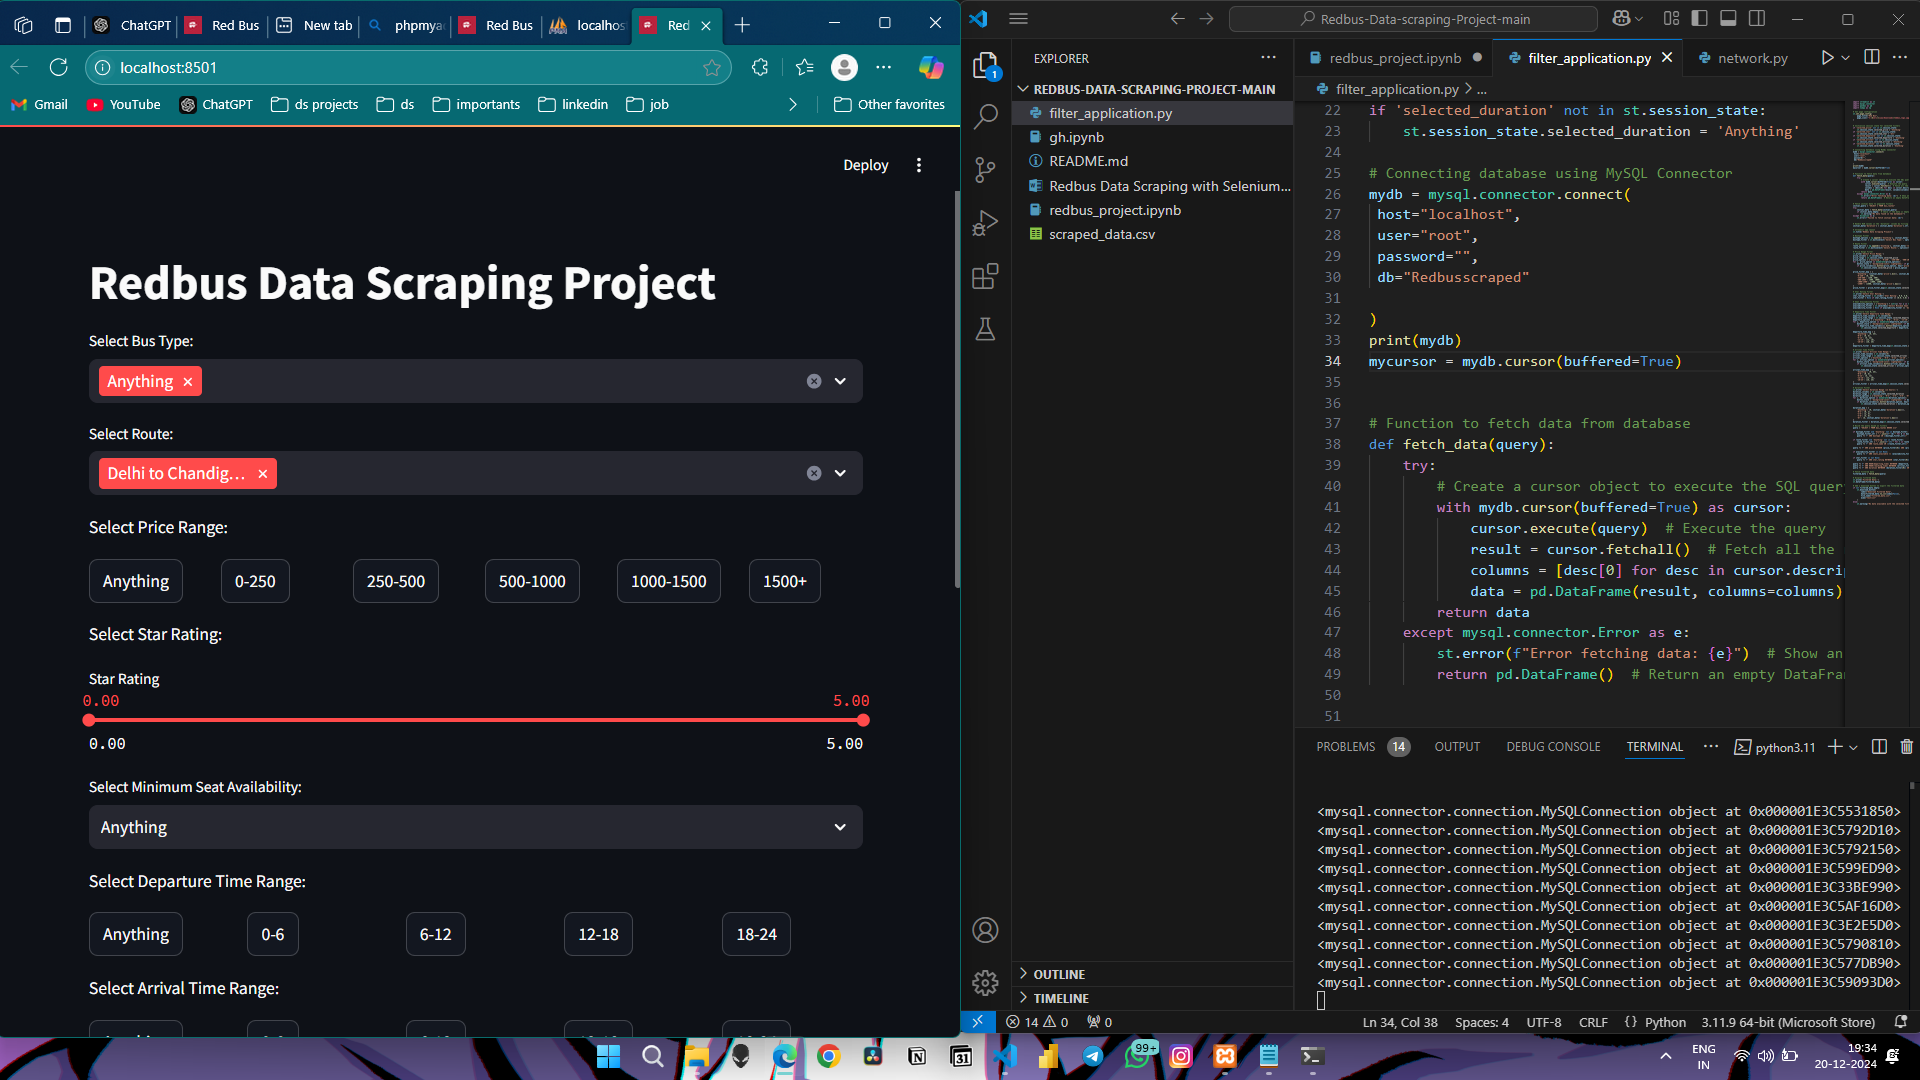 ChatGPT
Red Bus
New tab
phpmya
Red Bus
localhos
Red
localhost:8501
Gmail
YouTube
ChatGPT
ds projects
ds
importants
linkedin
job
Other favorites
Deploy
Redbus Data Scraping Project
Select Bus Type:
Anything
Select Route:
Delhi to Chandig...
Select Price Range:
Anything 0-250 250-500 500-1000 1000-1500 1500+
Select Star Rating:
Star Rating
0.00 5.00
0.00 5.00
Select Minimum Seat Availability:
Anything
Select Departure Time Range:
Anything 0-6 6-12 12-18 18-24
Select Arrival Time Range:
Redbus-Data-scraping-Project-main
EXPLORER
REDBUS-DATA-SCRAPING-PROJECT-MAIN
filter_application.py
gh.ipynb
README.md
Redbus Data Scraping with Selenium...
redbus_project.ipynb
scraped_data.csv
OUTLINE
TIMELINE
1
redbus_project.ipynb
filter_application.py
network.py
filter_application.py > ...
22 if 'selected_duration' not in st.session_state:
23 st.session_state.selected_duration = 'Anything'
24
25 # Connecting database using MySQL Connector
26 mydb = mysql.connector.connect(
27 host="localhost",
28 user="root",
29 password="",
30 db="Redbusscraped"
31
32 )
33 print(mydb)
34 mycursor = mydb.cursor(buffered=True)
35
36
37 # Function to fetch data from database
38 def fetch_data(query):
39 try:
40 # Create a cursor object to execute the SQL quer
41 with mydb.cursor(buffered=True) as cursor:
42 cursor.execute(query) # Execute the query
43 result = cursor.fetchall() # Fetch all the
44 columns = [desc[0] for desc in cursor.descri
45 data = pd.DataFrame(result, columns=columns)
46 return data
47 except mysql.connector.Error as e:
48 st.error(f"Error fetching data: {e}") # Show an
49 return pd.DataFrame() # Return an empty DataFra
50
51
PROBLEMS 14 OUTPUT DEBUG CONSOLE TERMINAL ... python3.11
<mysql.connector.connection.MySQLConnection object at 0x000001E3C5531850>
<mysql.connector.connection.MySQLConnection object at 0x000001E3C5792D10>
<mysql.connector.connection.MySQLConnection object at 0x000001E3C5792150>
<mysql.connector.connection.MySQLConnection object at 0x000001E3C599ED90>
<mysql.connector.connection.MySQLConnection object at 0x000001E3C33BE990>
<mysql.connector.connection.MySQLConnection object at 0x000001E3C5AF16D0>
<mysql.connector.connection.MySQLConnection object at 0x000001E3C3E2E5D0>
<mysql.connector.connection.MySQLConnection object at 0x000001E3C5790810>
<mysql.connector.connection.MySQLConnection object at 0x000001E3C577DB90>
<mysql.connector.connection.MySQLConnection object at 0x000001E3C59093D0>
14 0 0 Ln 34, Col 38 Spaces: 4 UTF-8 CRLF {} Python 3.11.9 64-bit (Microsoft Store)
31
99+
ENG
IN
19:34
20-12-2024